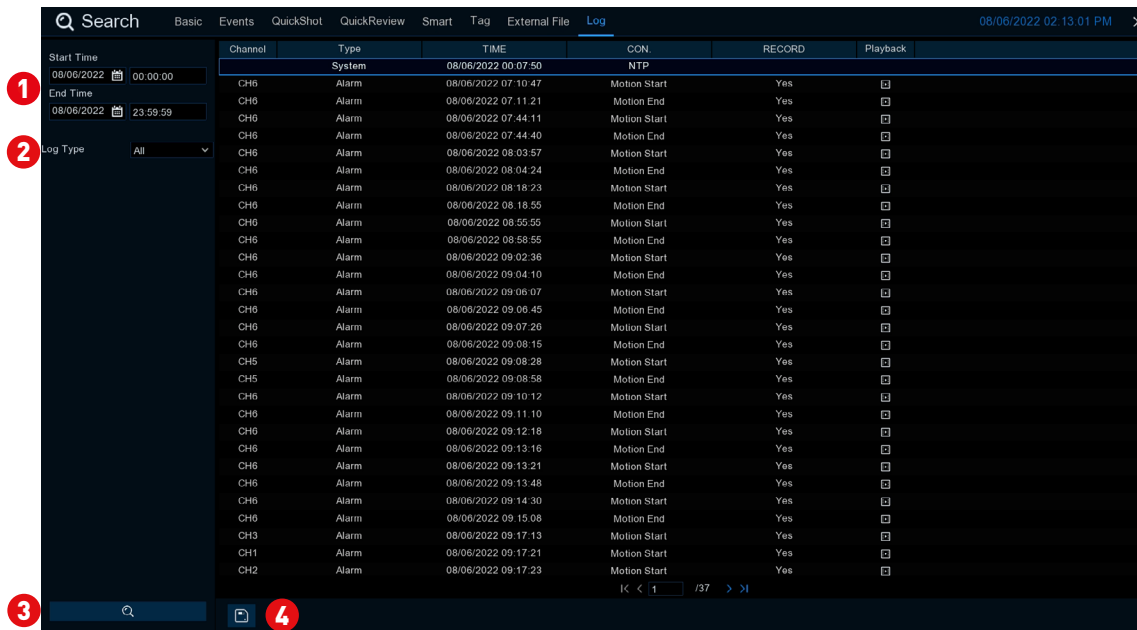 Search Basic Events QuickShot QuickReview Smart Tag External File Log 08/06/2022 02.13.01 PM
Start Time
08/06/2022 00:00:00
End Time
08/06/2022 23:59:59
Log Type All
1
2
3
4
Channel Type TIME CON. RECORD Playback
System 08/06/2022 00:07:50 NTP
CH6 Alarm 08/06/2022 07:10:47 Motion Start Yes
CH6 Alarm 08/06/2022 07:11.21 Motion End Yes
CH6 Alarm 08/06/2022 07:44:11 Motion Start Yes
CH6 Alarm 08/06/2022 07:44:40 Motion End Yes
CH6 Alarm 08/06/2022 08:03:57 Motion Start Yes
CH6 Alarm 08/06/2022 08:04:24 Motion End Yes
CH6 Alarm 08/06/2022 08:18:23 Motion Start Yes
CH6 Alarm 08/06/2022 08.18.55 Motion End Yes
CH6 Alarm 08/06/2022 08:55:55 Motion Start Yes
CH6 Alarm 08/06/2022 08:58:55 Motion End Yes
CH6 Alarm 08/06/2022 09:02:36 Motion Start Yes
CH6 Alarm 08/06/2022 09:04:10 Motion End Yes
CH6 Alarm 08/06/2022 09:06:07 Motion Start Yes
CH6 Alarm 08/06/2022 09.06.45 Motion End Yes
CH6 Alarm 08/06/2022 09:07:26 Motion Start Yes
CH6 Alarm 08/06/2022 09:08:15 Motion End Yes
CH5 Alarm 08/06/2022 09:08:28 Motion Start Yes
CH5 Alarm 08/06/2022 09:08:58 Motion End Yes
CH6 Alarm 08/06/2022 09:10:12 Motion Start Yes
CH6 Alarm 08/06/2022 09.11.10 Motion End Yes
CH6 Alarm 08/06/2022 09:12:18 Motion Start Yes
CH6 Alarm 08/06/2022 09:13:16 Motion End Yes
CH6 Alarm 08/06/2022 09:13:21 Motion Start Yes
CH6 Alarm 08/06/2022 09:13:48 Motion End Yes
CH6 Alarm 08/06/2022 09:14:30 Motion Start Yes
CH6 Alarm 08/06/2022 09.15.08 Motion End Yes
CH3 Alarm 08/06/2022 09:17:13 Motion Start Yes
CH1 Alarm 08/06/2022 09:17:21 Motion Start Yes
CH2 Alarm 08/06/2022 09:17:23 Motion Start Yes
1 /37